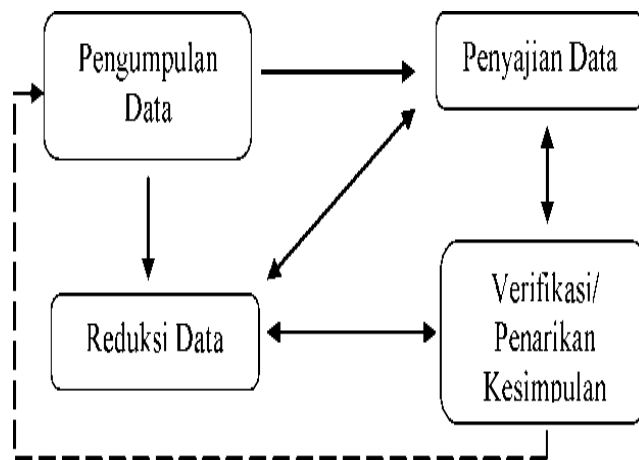 Pengumpulan
Data
Penyajian Data
Reduksi Data
Verifikasi/
Penarikan
Kesimpulan